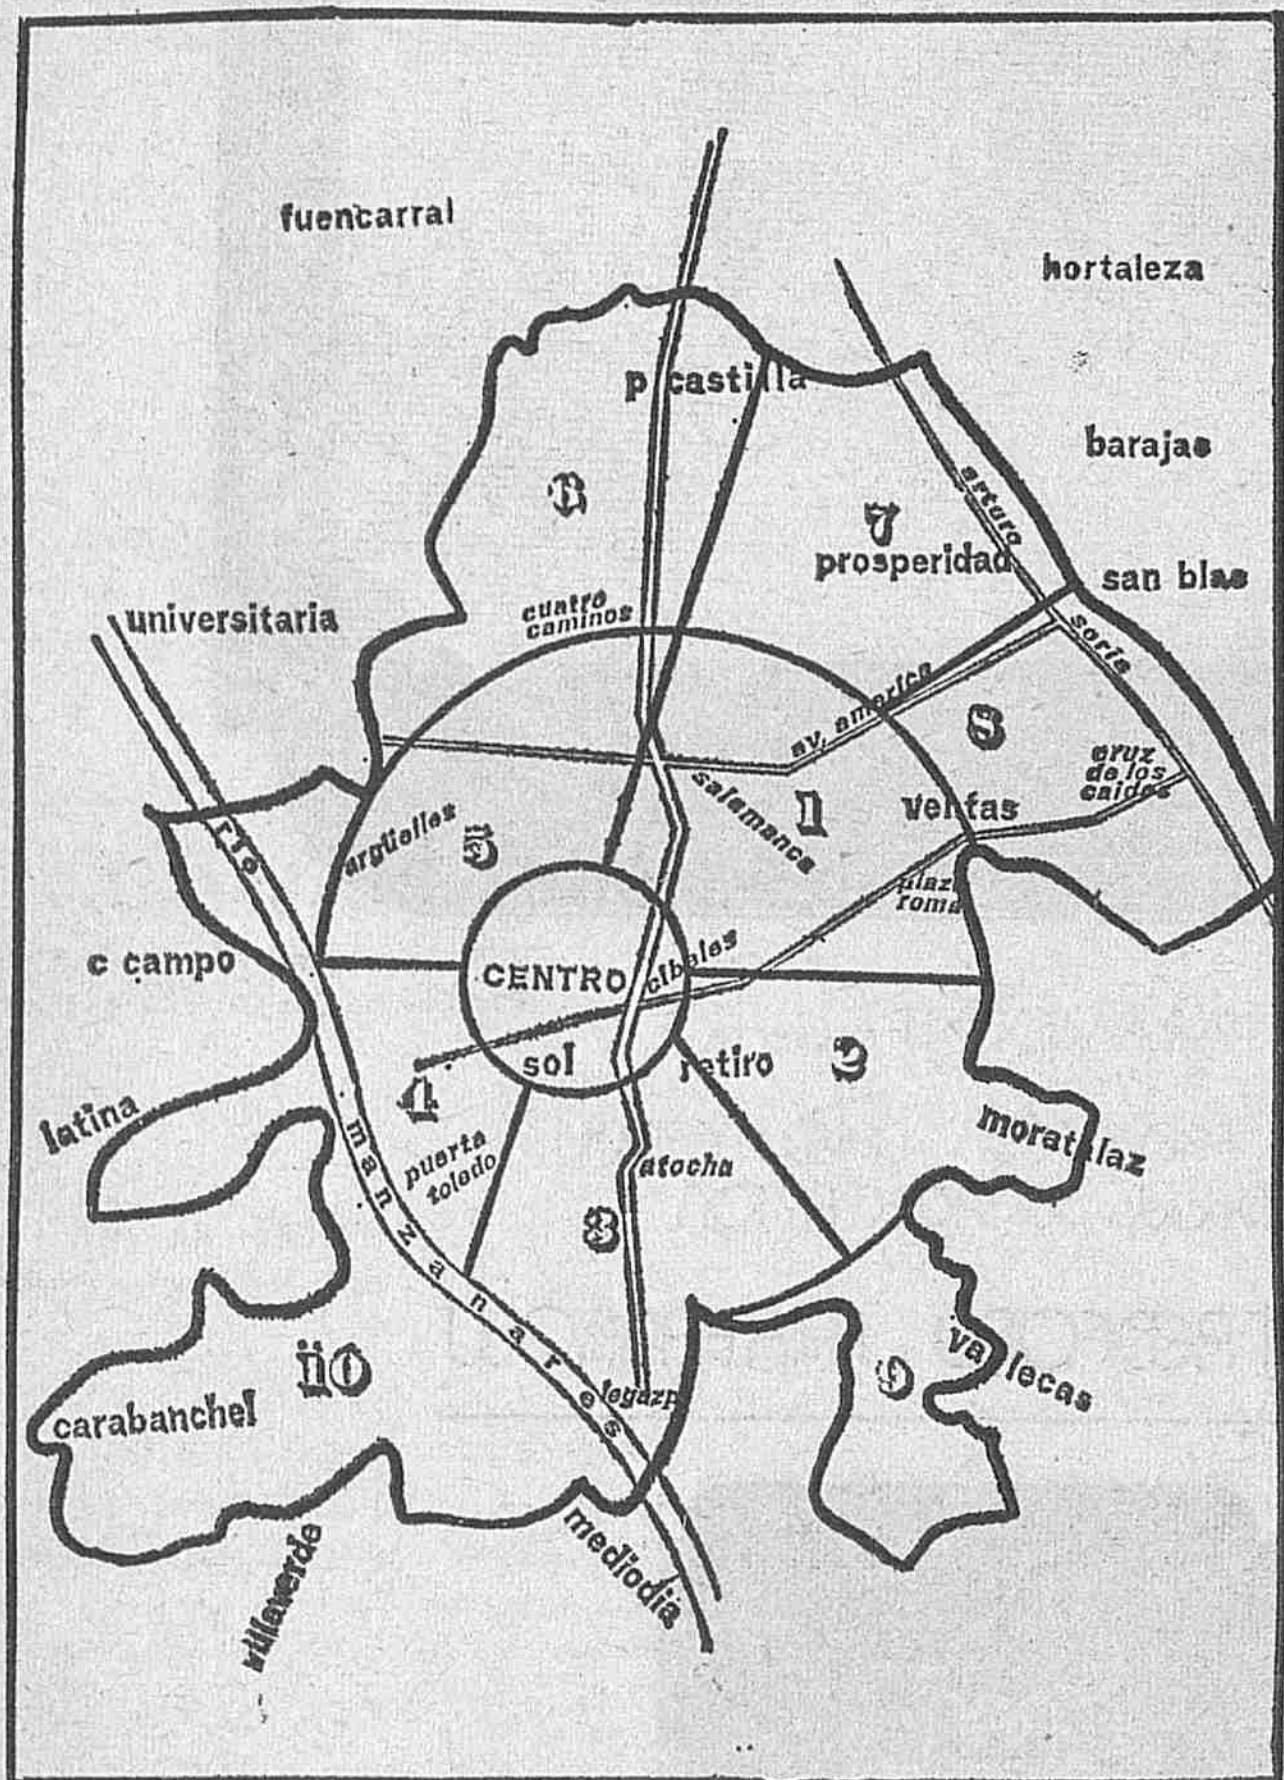 fuencarral
hortaleza
p castilla
barajas
6
7
arturo
prosperidad
san blas
universitaria
cuatro
caminos
soria
av. america
8
cruz
de los
caidos
salamanca
1
ventas
argüelles
5
rio
plaza
roma
c campo
CENTRO
cibeles
sol
retiro
2
4
latina
manzanares
puerta
toledo
atocha
moratalaz
3
vallecas
10
9
legazpi
carabanchel
villaverde
mediodia